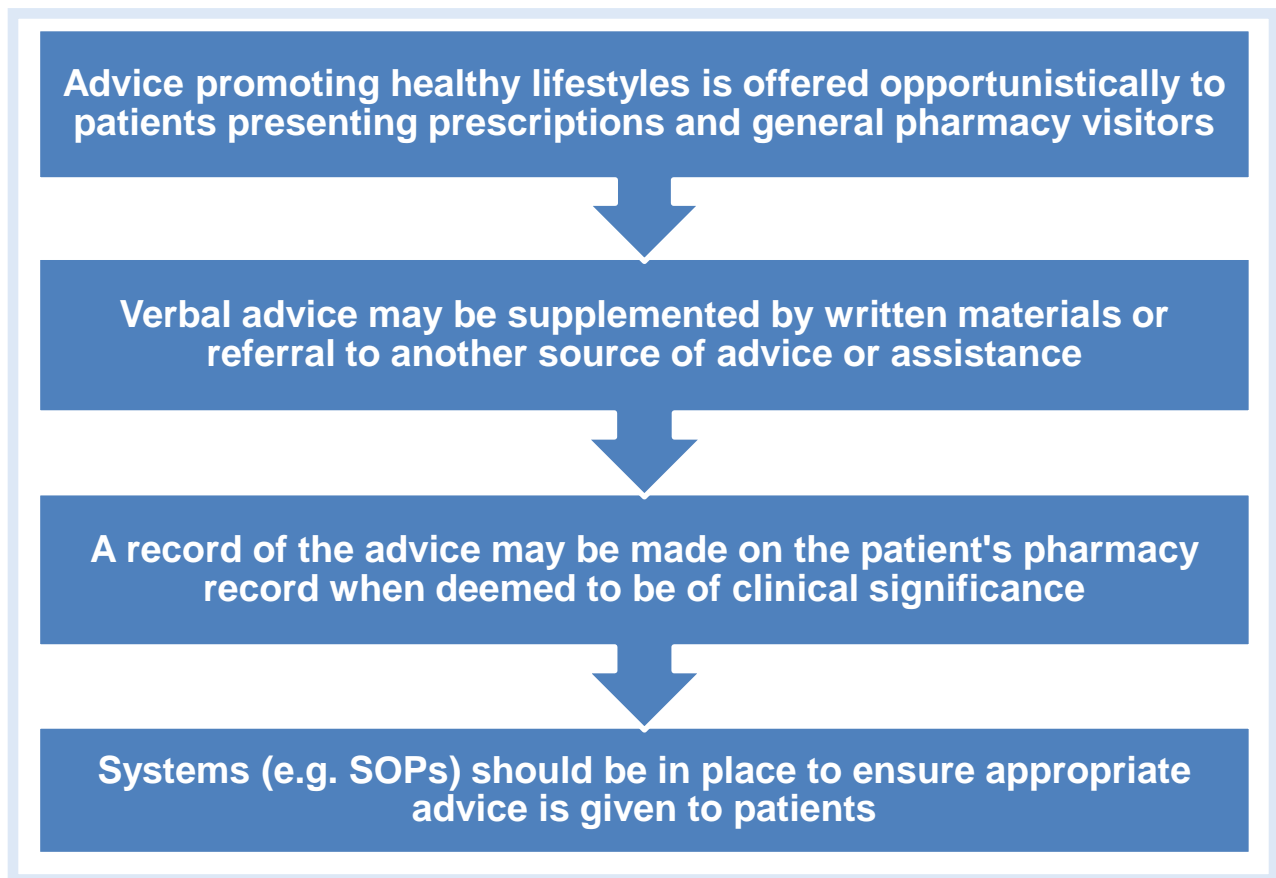 Advice promoting healthy lifestyles is offered opportunistically to
patients presenting prescriptions and general pharmacy visitors
Verbal advice may be supplemented by written materials or
referral to another source of advice or assistance
A record of the advice may be made on the patient's pharmacy
record when deemed to be of clinical significance
Systems (e.g. SOPs) should be in place to ensure appropriate
advice is given to patients